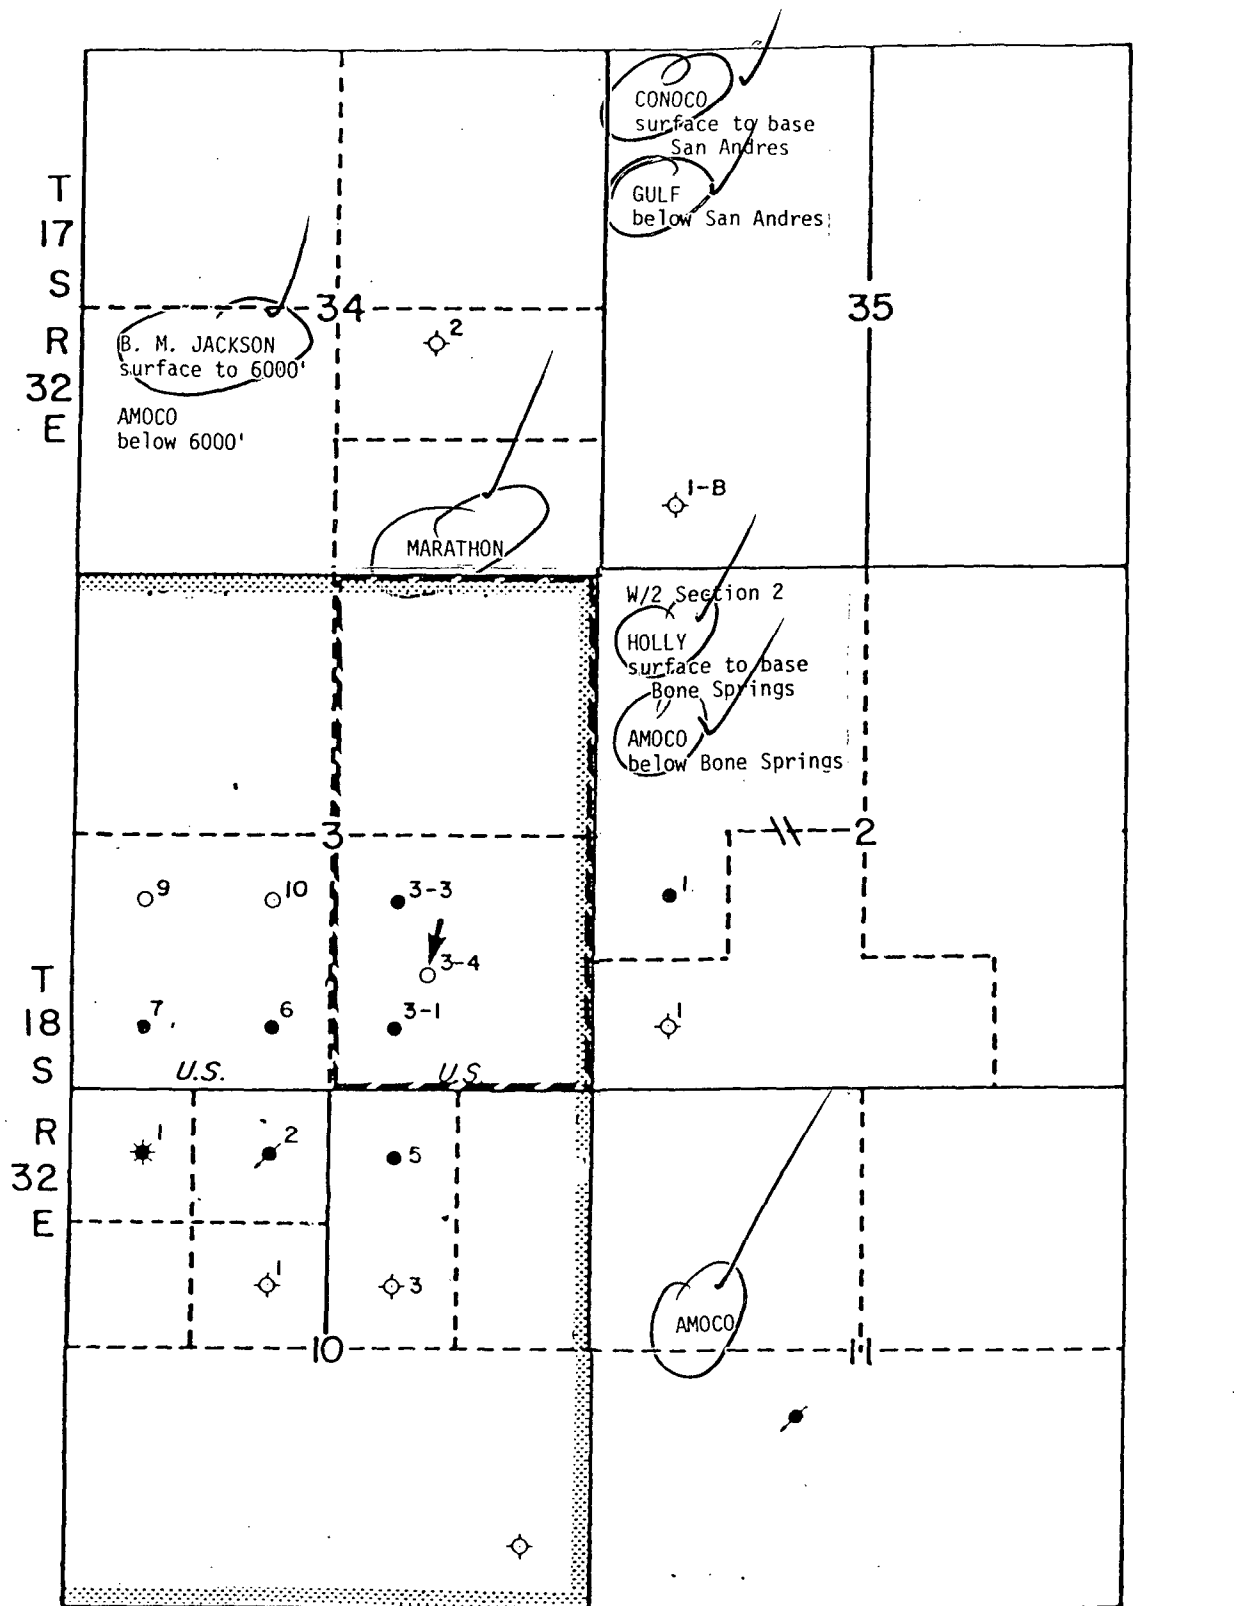 CONOCO
surface to base
San Andres
GULF
below San Andres
T
17
S
R
32
E
34
35
2
B. M. JACKSON
surface to 6000'
AMOCO
below 6000'
1-B
MARATHON
W/2 Section 2
HOLLY
surface to base
Bone Springs
AMOCO
below Bone Springs
3
2
9
10
3-3
1
3-4
T
18
S
7
6
3-1
1
U.S.
U.S.
R
32
E
1
2
5
1
3
AMOCO
10
11